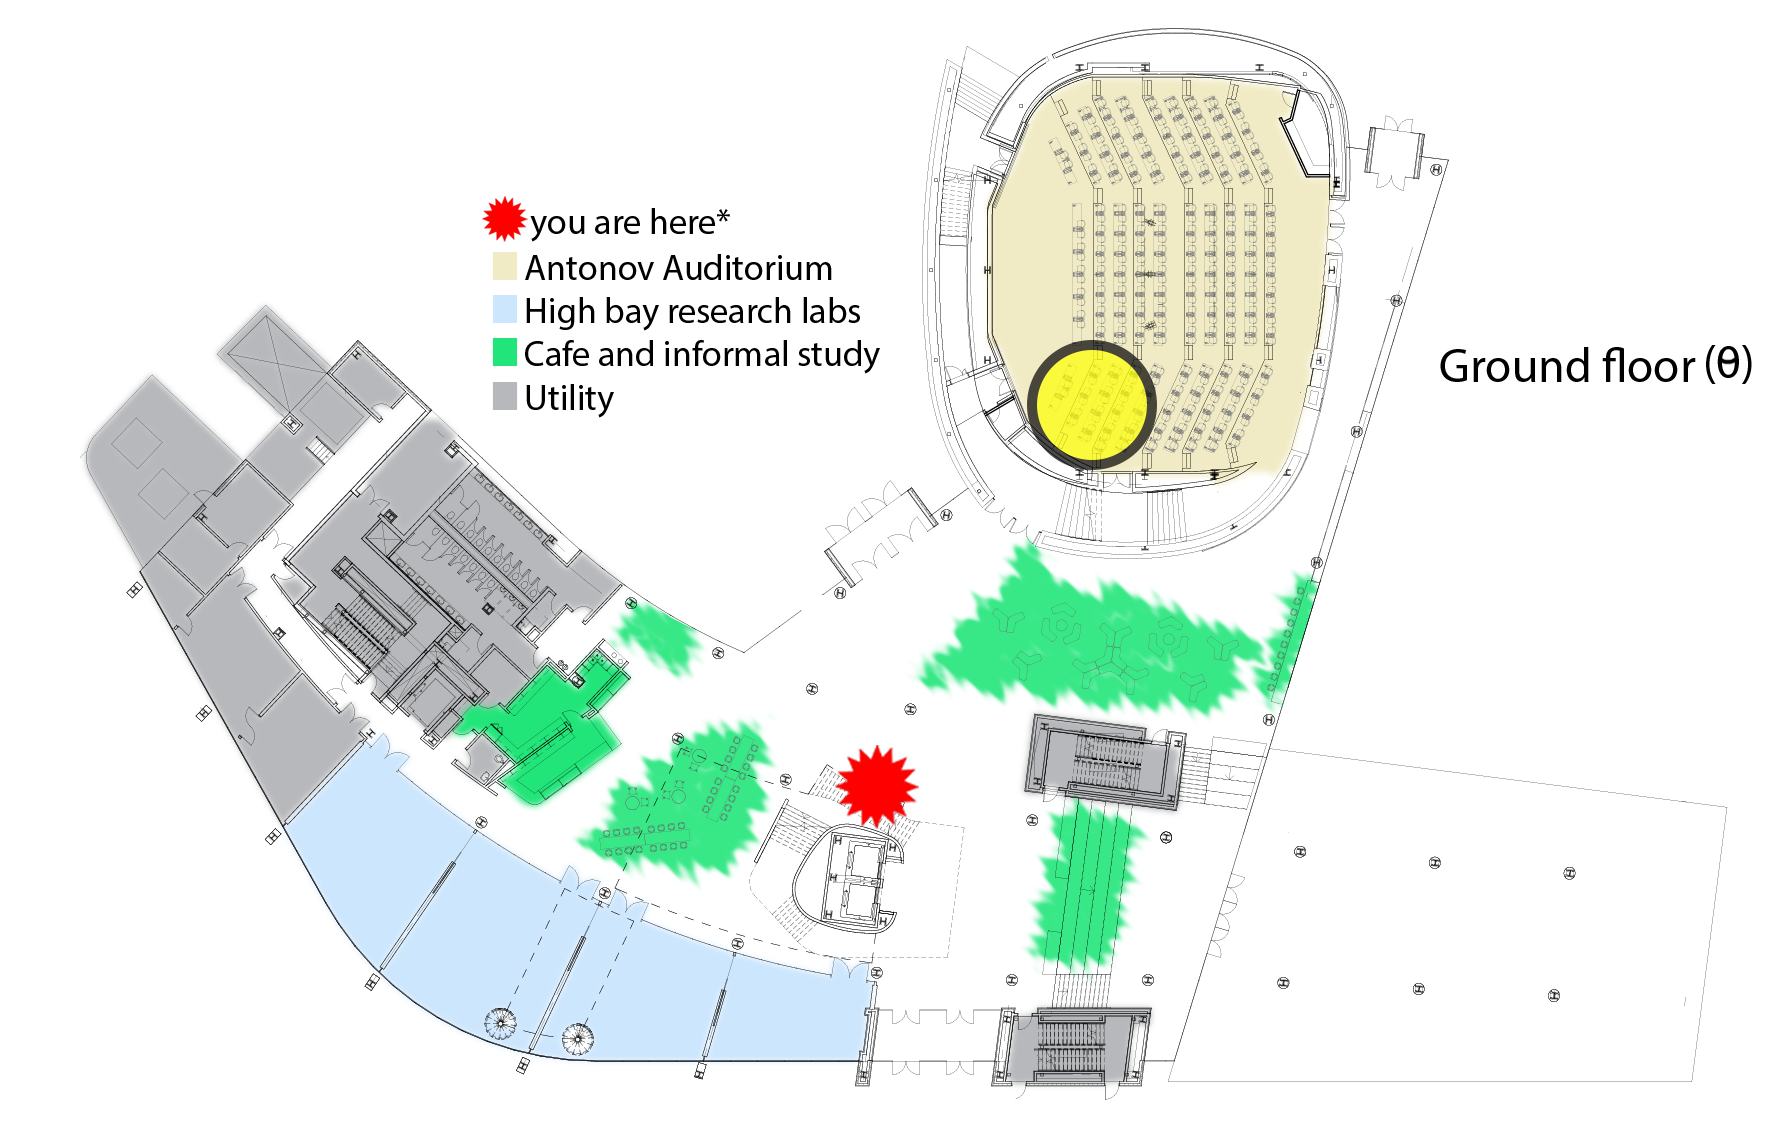 you are here*
Antonov Auditorium
High bay research labs
Cafe and informal study
Utility
Ground floor (θ)